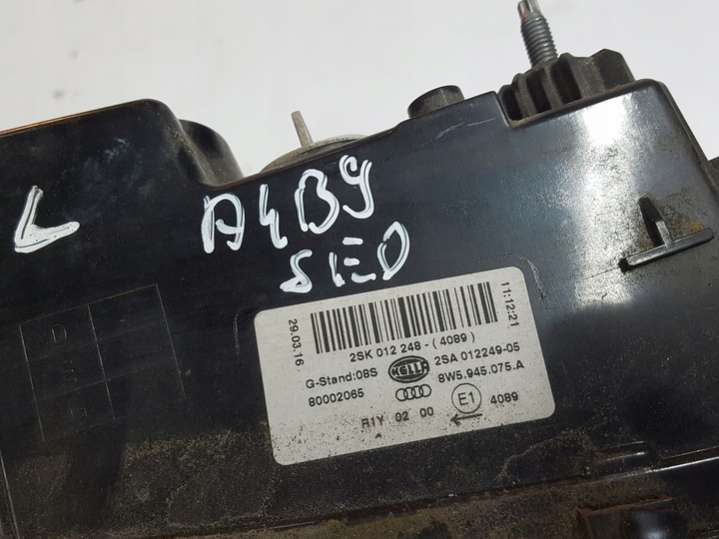 L
A4B9
SED
29.03.16
11:12:21
2SK 012 248-(4089)
G-Stand:08S HELLA 2SA 012249-05
80002065 8W5.945.075.A
R1Y 02 00 E1 4089